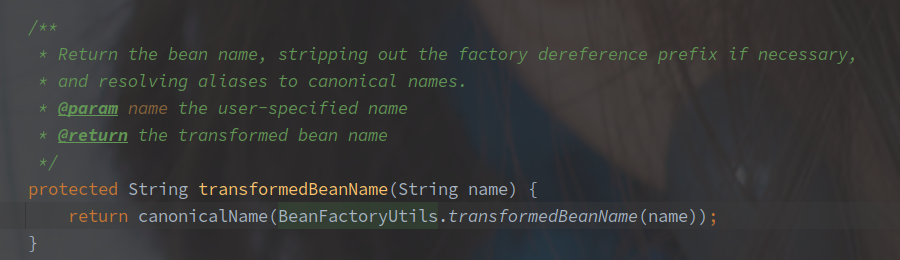 /**
 * Return the bean name, stripping out the factory dereference prefix if necessary,
 * and resolving aliases to canonical names.
 * @param name the user-specified name
 * @return the transformed bean name
 */
protected String transformedBeanName(String name) {
    return canonicalName(BeanFactoryUtils.transformedBeanName(name));
}